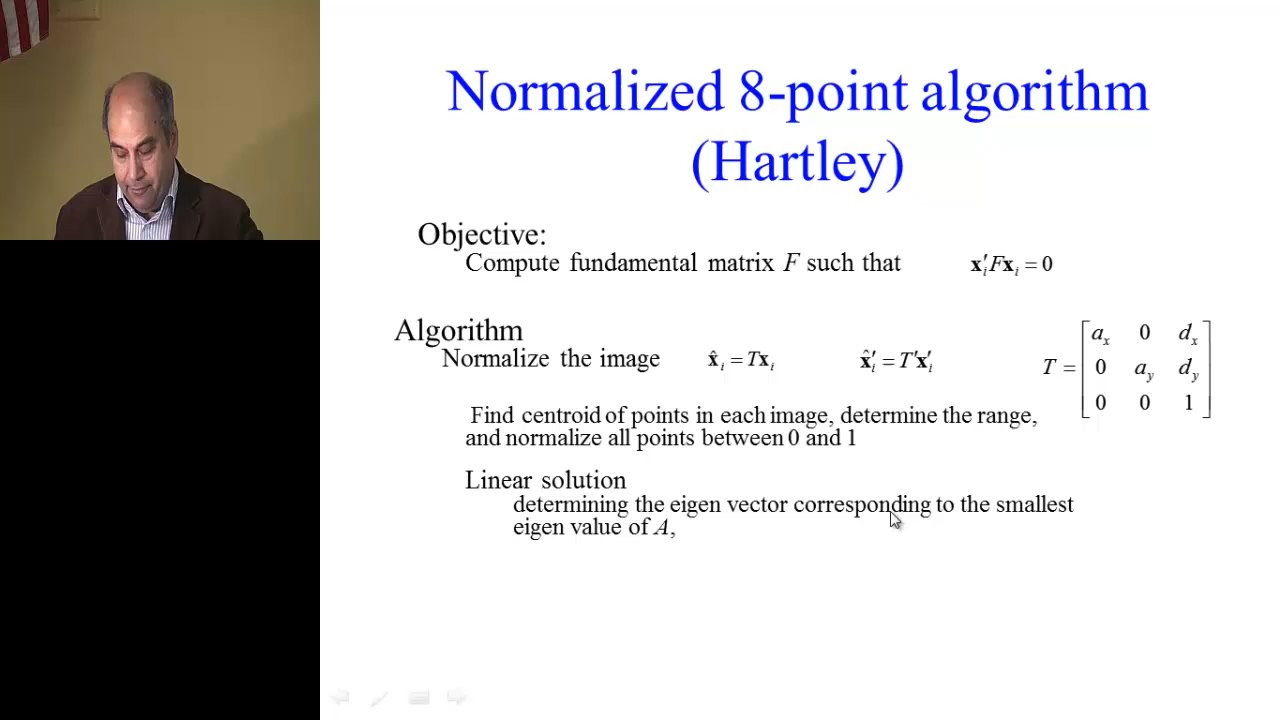 Normalized 8-point algorithm
(Hartley)
Objective:
Compute fundamental matrix F such that x′ᵢFxᵢ = 0
Algorithm
Normalize the image x̂ᵢ = Txᵢ x̂′ᵢ = T′x′ᵢ
T = [aₓ 0 dₓ
0 a_y d_y
0 0 1]
Find centroid of points in each image, determine the range,
and normalize all points between 0 and 1
Linear solution
determining the eigen vector corresponding to the smallest
eigen value of A,